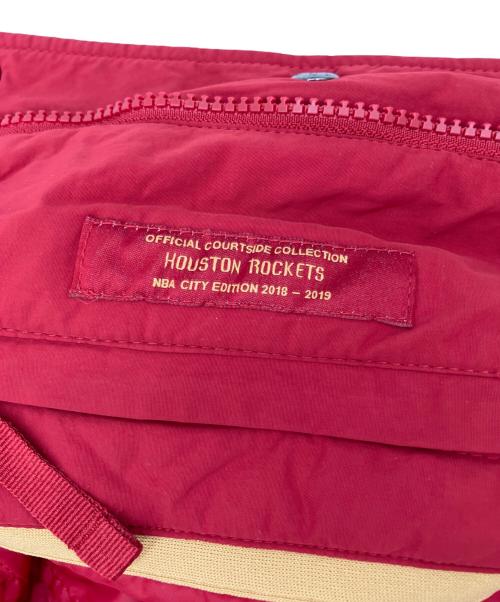 OFFICIAL COURTSIDE COLLECTION
HOUSTON ROCKETS
NBA CITY EDITION 2018 – 2019